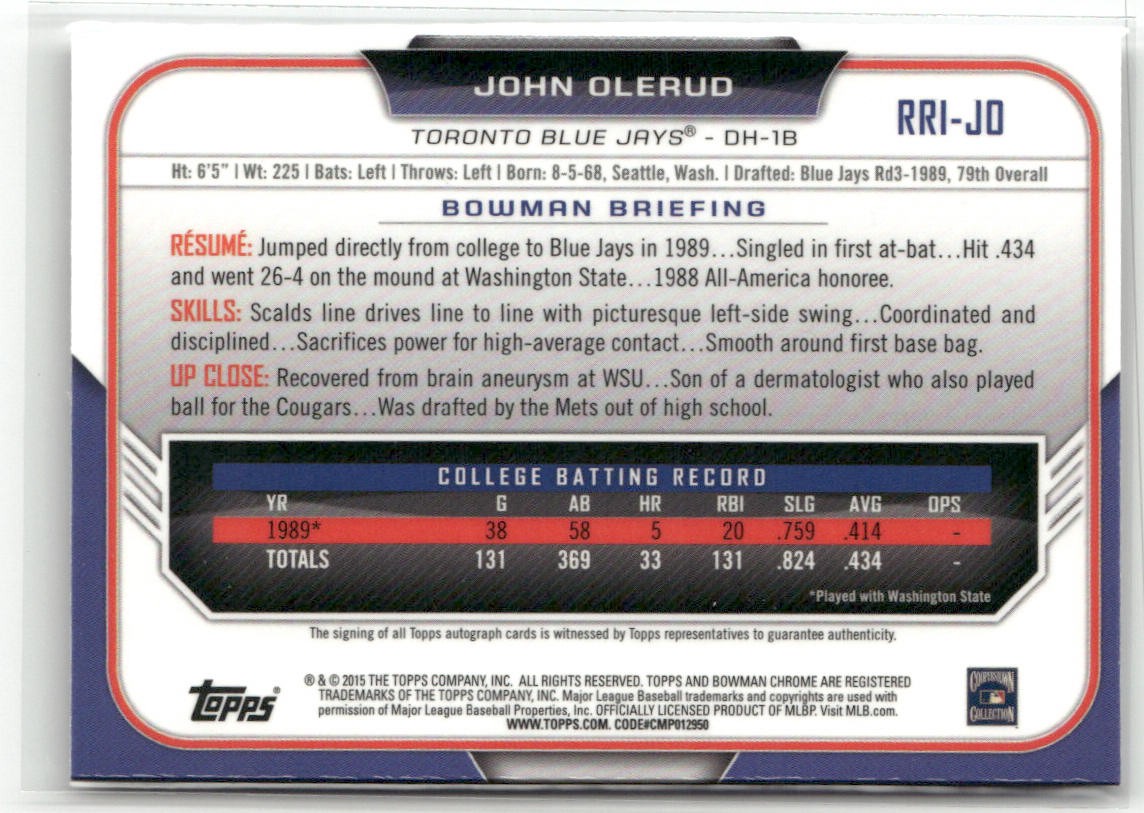 JOHN OLERUD
RRI-JO
TORONTO BLUE JAYS® - DH-1B
Ht: 6'5" | Wt: 225 | Bats: Left | Throws: Left | Born: 8-5-68, Seattle, Wash. | Drafted: Blue Jays Rd3-1989, 79th Overall
BOWMAN BRIEFING
RÉSUMÉ: Jumped directly from college to Blue Jays in 1989...Singled in first at-bat...Hit .434
and went 26-4 on the mound at Washington State...1988 All-America honoree.
SKILLS: Scalds line drives line to line with picturesque left-side swing...Coordinated and
disciplined...Sacrifices power for high-average contact...Smooth around first base bag.
UP CLOSE: Recovered from brain aneurysm at WSU...Son of a dermatologist who also played
ball for the Cougars...Was drafted by the Mets out of high school.
COLLEGE BATTING RECORD
YR G AB HR RBI SLG AVG OPS
1989* 38 58 5 20 .759 .414 -
TOTALS 131 369 33 131 .824 .434 -
*Played with Washington State
The signing of all Topps autograph cards is witnessed by Topps representatives to guarantee authenticity.
Topps®
® & © 2015 THE TOPPS COMPANY, INC. ALL RIGHTS RESERVED. TOPPS AND BOWMAN CHROME ARE REGISTERED
TRADEMARKS OF THE TOPPS COMPANY, INC. Major League Baseball trademarks and copyrights are used with
permission of Major League Baseball Properties, Inc. OFFICIALLY LICENSED PRODUCT OF MLBP. Visit MLB.com.
WWW.TOPPS.COM. CODE#CMP012950
COOPERSTOWN
COLLECTION